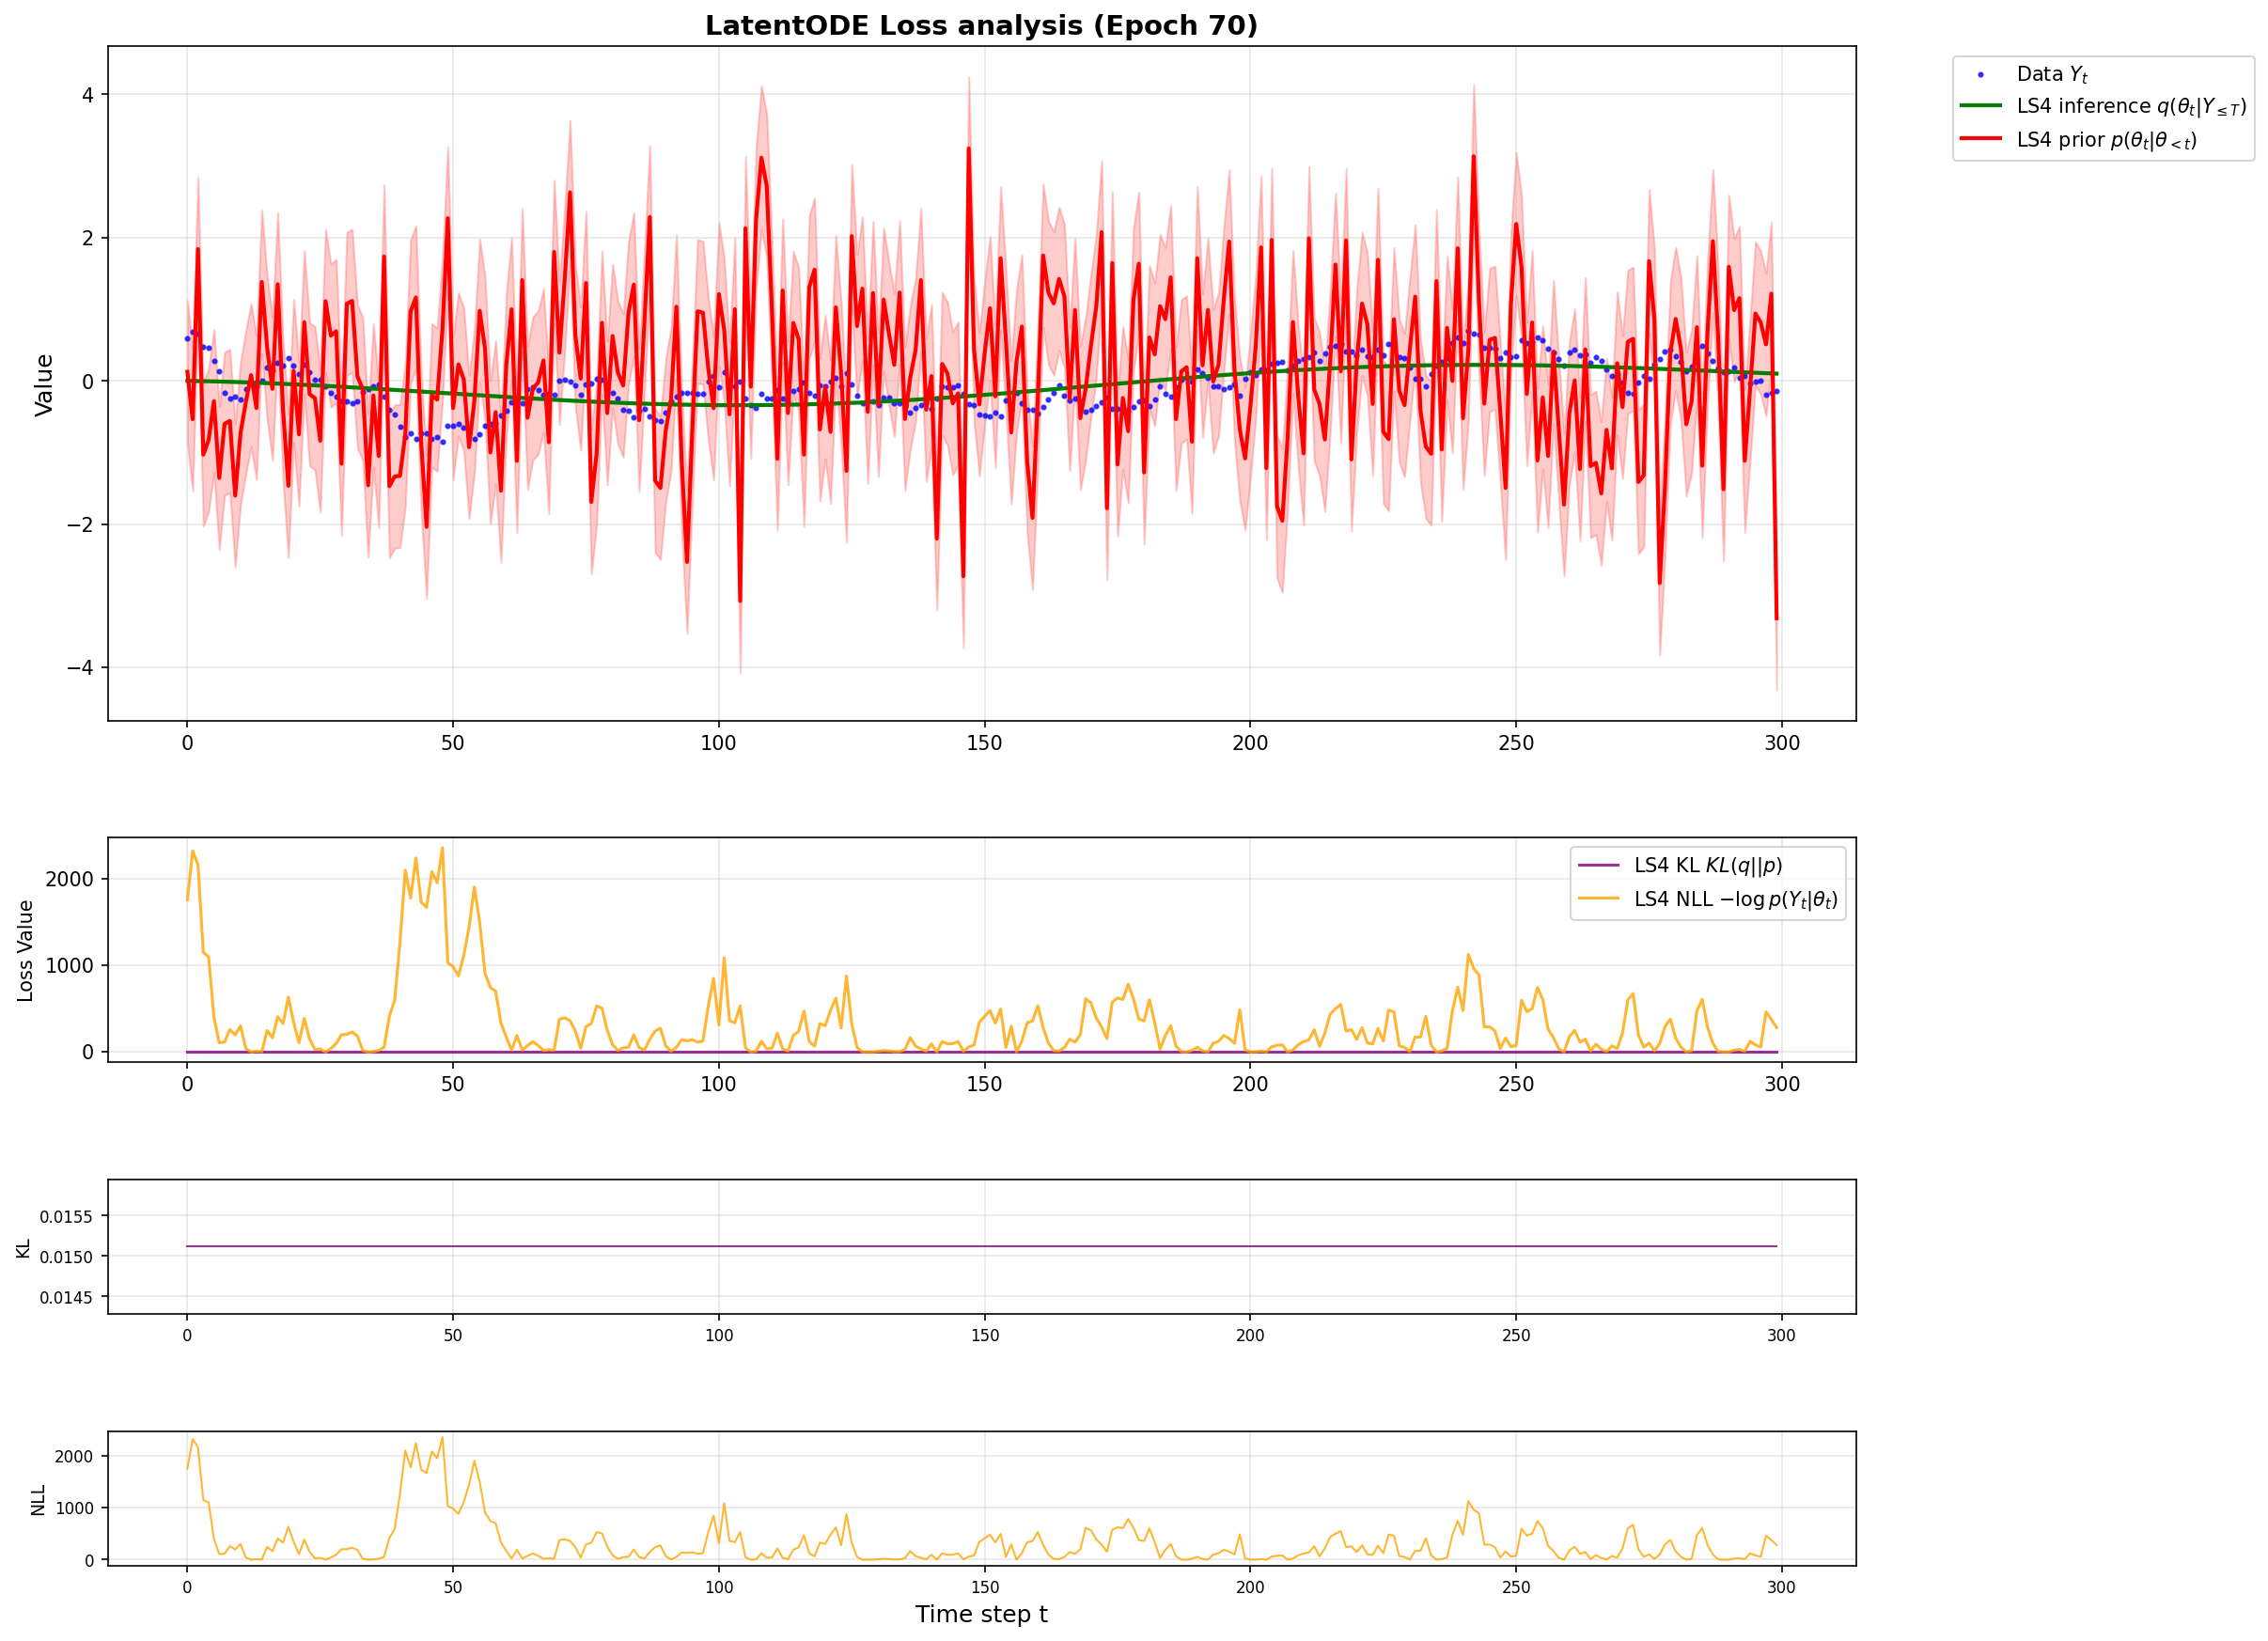 LatentODE Loss analysis (Epoch 70)
Data Y_t
LS4 inference q(θ_t|Y_{≤T})
LS4 prior p(θ_t|θ_{<t})
Value
4
2
0
−2
−4
0 50 100 150 200 250 300
LS4 KL KL(q||p)
LS4 NLL −log p(Y_t|θ_t)
Loss Value
2000
1000
0
0 50 100 150 200 250 300
KL
0.0155
0.0150
0.0145
0 50 100 150 200 250 300
NLL
2000
1000
0
0 50 100 150 200 250 300
Time step t